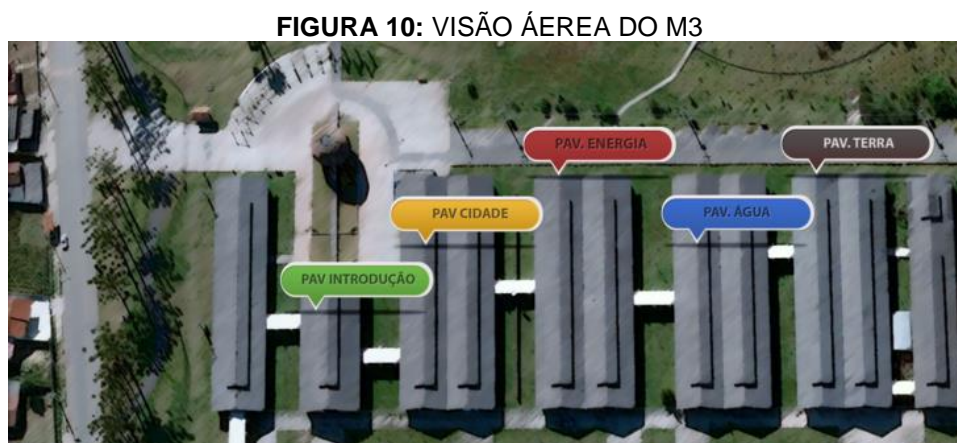 FIGURA 10: VISÃO ÁEREA DO M3
PAV. ENERGIA
PAV. TERRA
PAV CIDADE
PAV. ÁGUA
PAV INTRODUÇÃO